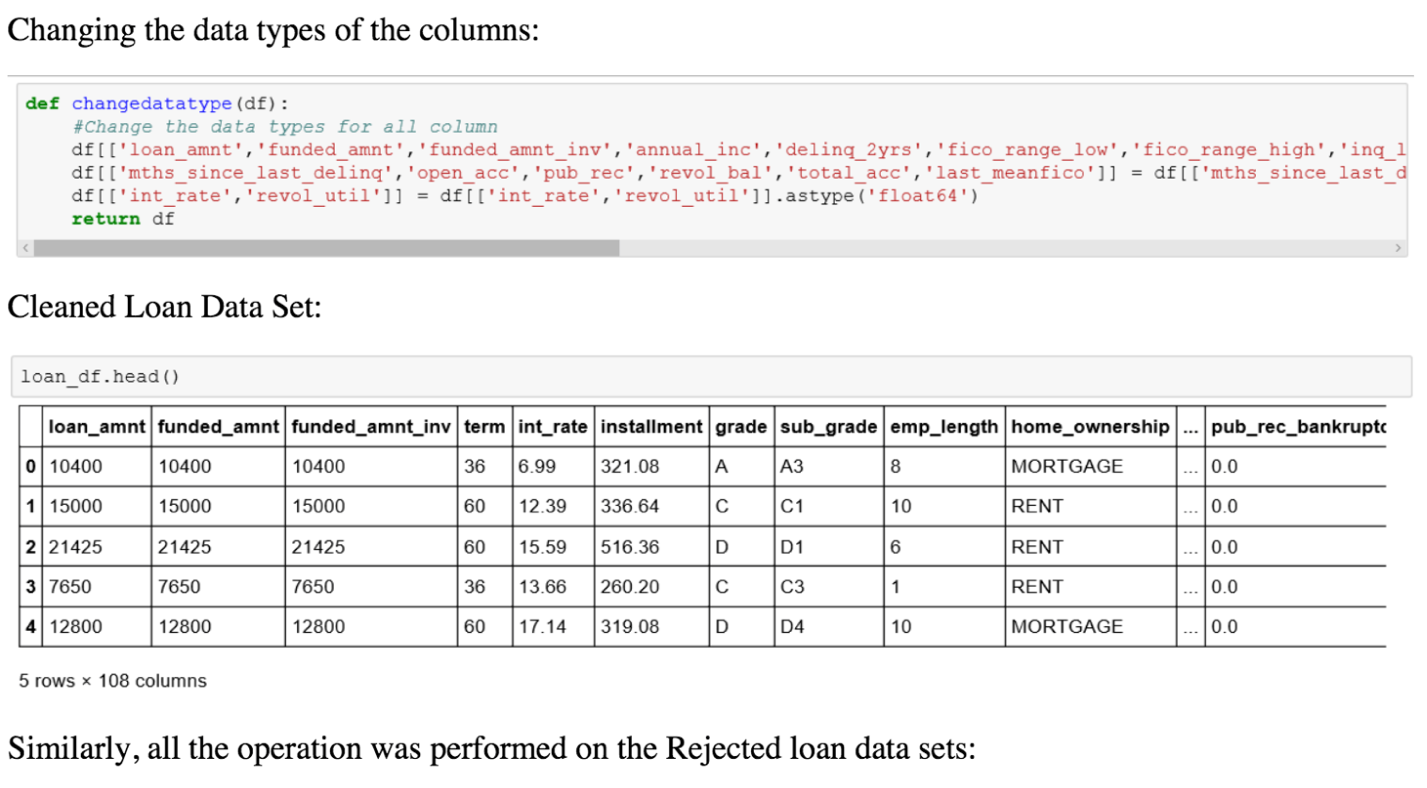 Changing the data types of the columns:
def changedatatype(df):
#Change the data types for all column
df[['loan_amnt','funded_amnt','funded_amnt_inv','annual_inc','delinq_2yrs','fico_range_low','fico_range_high','inq_l
df[['mths_since_last_delinq','open_acc','pub_rec','revol_bal','total_acc','last_meanfico']] = df[['mths_since_last_d
df[['int_rate','revol_util']] = df[['int_rate','revol_util']].astype('float64')
return df
Cleaned Loan Data Set:
loan_df.head()
loan_amnt funded_amnt funded_amnt_inv term int_rate installment grade sub_grade emp_length home_ownership ... pub_rec_bankruptc
0 10400 10400 10400 36 6.99 321.08 A A3 8 MORTGAGE ... 0.0
1 15000 15000 15000 60 12.39 336.64 C C1 10 RENT ... 0.0
2 21425 21425 21425 60 15.59 516.36 D D1 6 RENT ... 0.0
3 7650 7650 7650 36 13.66 260.20 C C3 1 RENT ... 0.0
4 12800 12800 12800 60 17.14 319.08 D D4 10 MORTGAGE ... 0.0
5 rows × 108 columns
Similarly, all the operation was performed on the Rejected loan data sets: